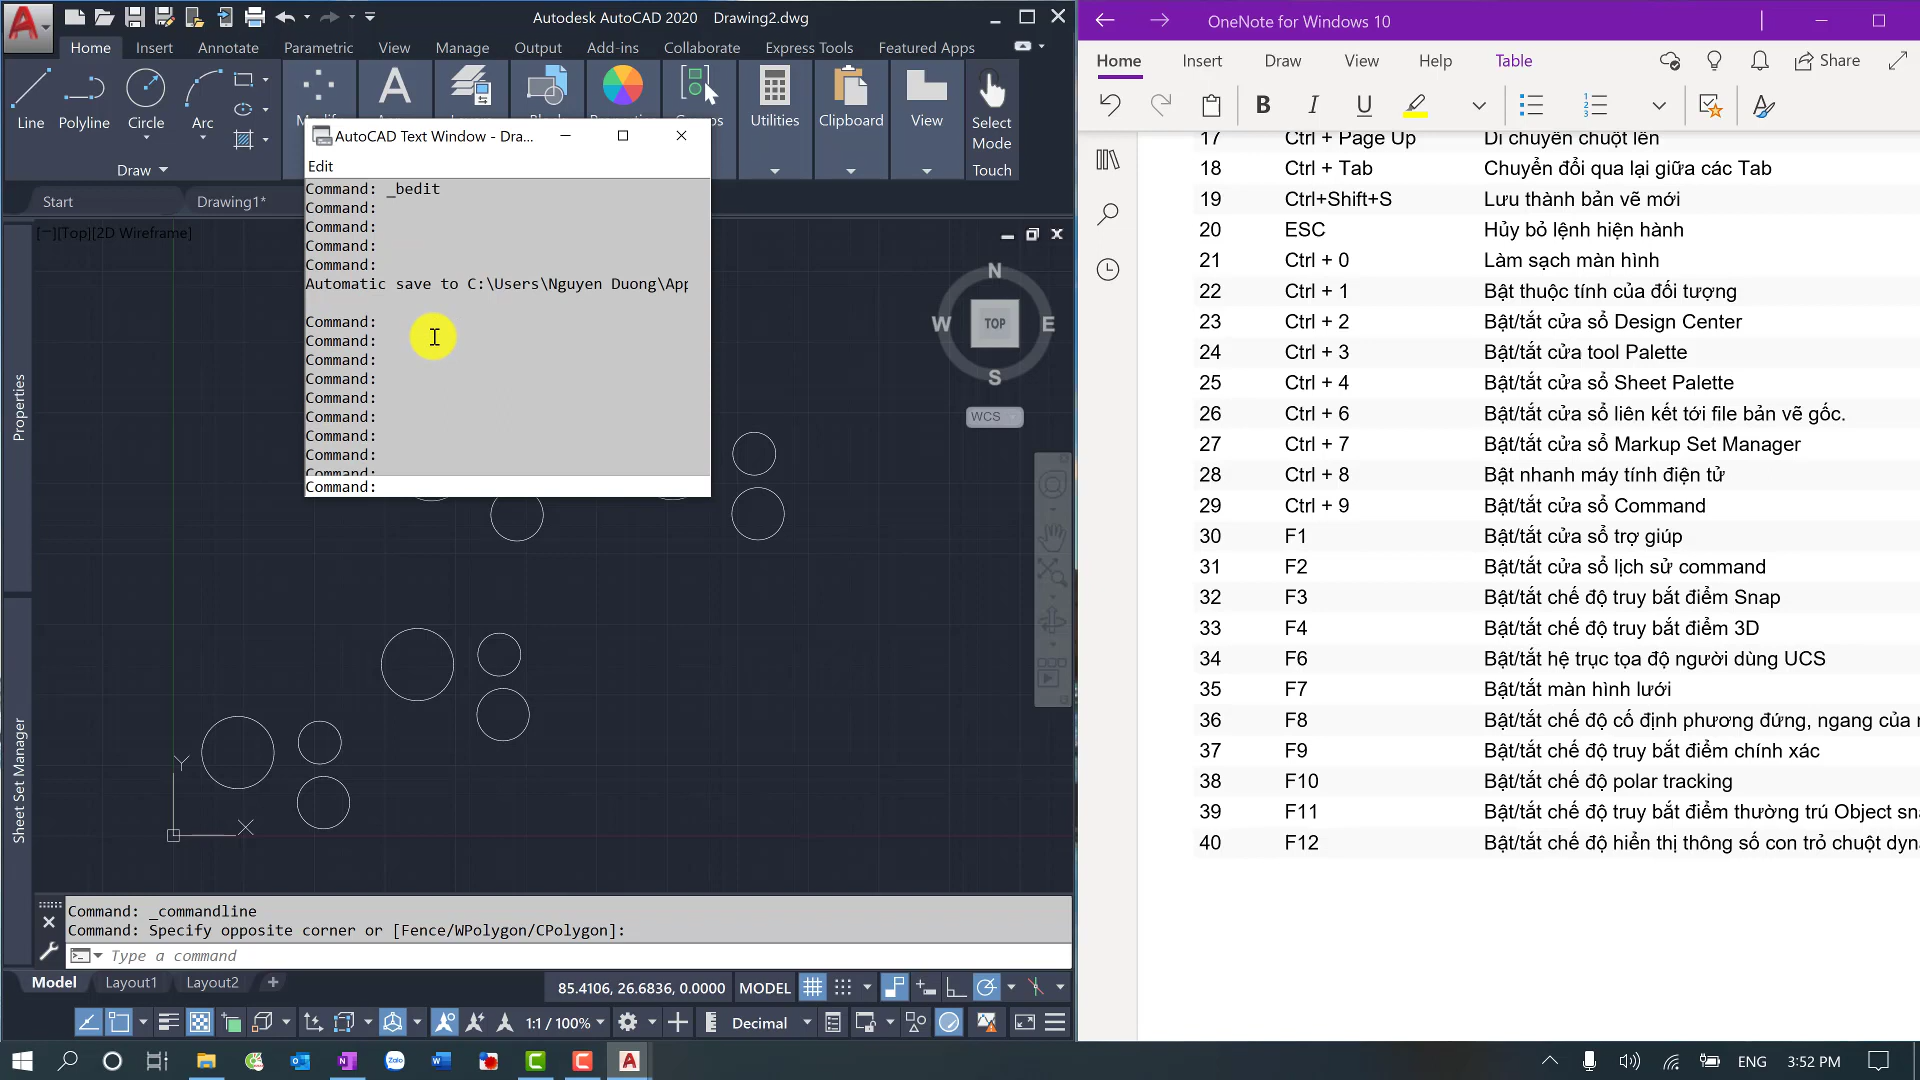 Autodesk AutoCAD 2020 Drawing2.dwg
Home Insert Annotate Parametric View Manage Output Add-ins Collaborate Express Tools Featured Apps
Line Polyline Circle Arc
Utilities Clipboard View Select Mode
Draw
Touch
Start Drawing1*
[−][Top][2D Wireframe]
AutoCAD Text Window - Dra...
Edit
Command: _bedit
Command:
Command:
Command:
Command:
Automatic save to C:\Users\Nguyen Duong\App
Command:
Command:
Command:
Command:
Command:
Command:
Command:
Command:
Command:
Command:
N
W TOP E
S
WCS
Properties
Sheet Set Manager
Y
X
Command: _commandline
Command: Specify opposite corner or [Fence/WPolygon/CPolygon]:
Type a command
Model Layout1 Layout2
85.4106, 26.6836, 0.0000 MODEL
1:1 / 100% Decimal
OneNote for Windows 10
Home Insert Draw View Help Table Share
B I U
17 Ctrl + Page Up Di chuyển chuột lên
18 Ctrl + Tab Chuyển đổi qua lại giữa các Tab
19 Ctrl+Shift+S Lưu thành bản vẽ mới
20 ESC Hủy bỏ lệnh hiện hành
21 Ctrl + 0 Làm sạch màn hình
22 Ctrl + 1 Bật thuộc tính của đối tượng
23 Ctrl + 2 Bật/tắt cửa sổ Design Center
24 Ctrl + 3 Bật/tắt cửa tool Palette
25 Ctrl + 4 Bật/tắt cửa sổ Sheet Palette
26 Ctrl + 6 Bật/tắt cửa sổ liên kết tới file bản vẽ gốc.
27 Ctrl + 7 Bật/tắt cửa sổ Markup Set Manager
28 Ctrl + 8 Bật nhanh máy tính điện tử
29 Ctrl + 9 Bật/tắt cửa sổ Command
30 F1 Bật/tắt cửa sổ trợ giúp
31 F2 Bật/tắt cửa sổ lịch sử command
32 F3 Bật/tắt chế độ truy bắt điểm Snap
33 F4 Bật/tắt chế độ truy bắt điểm 3D
34 F6 Bật/tắt hệ trục tọa độ người dùng UCS
35 F7 Bật/tắt màn hình lưới
36 F8 Bật/tắt chế độ cố định phương đứng, ngang của
37 F9 Bật/tắt chế độ truy bắt điểm chính xác
38 F10 Bật/tắt chế độ polar tracking
39 F11 Bật/tắt chế độ truy bắt điểm thường trú Object sn
40 F12 Bật/tắt chế độ hiển thị thông số con trỏ chuột dyn
ENG 3:52 PM